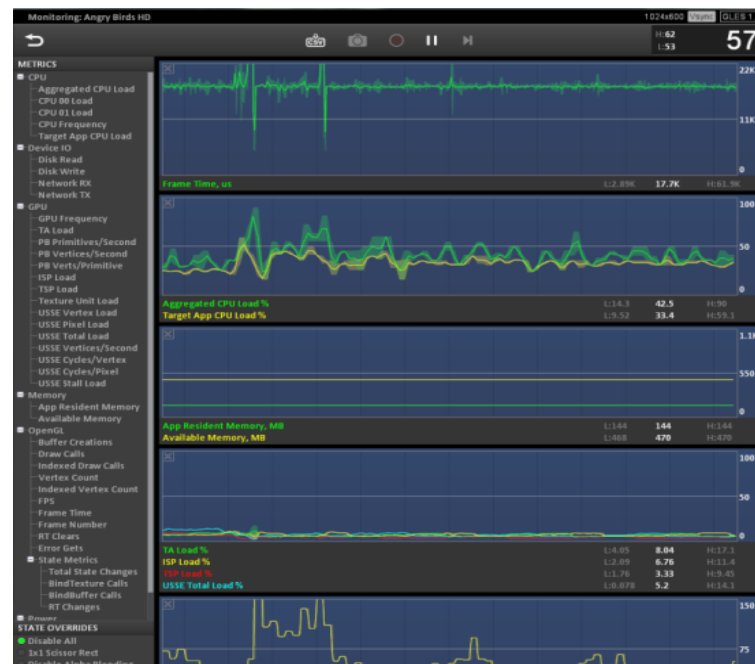 Monitoring: Angry Birds HD
1024x600 Vsync GLES 1
CSV
H:62
L:53
57
METRICS
CPU
Aggregated CPU Load
CPU 00 Load
CPU 01 Load
CPU Frequency
Target App CPU Load
Device IO
Disk Read
Disk Write
Network RX
Network TX
GPU
GPU Frequency
TA Load
PB Primitives/Second
PB Vertices/Second
PB Verts/Primitive
ISP Load
TSP Load
Texture Unit Load
USSE Vertex Load
USSE Pixel Load
USSE Total Load
USSE Vertices/Second
USSE Cycles/Vertex
USSE Cycles/Pixel
USSE Stall Load
Memory
App Resident Memory
Available Memory
OpenGL
Buffer Creations
Draw Calls
Indexed Draw Calls
Vertex Count
Indexed Vertex Count
FPS
Frame Time
Frame Number
RT Clears
Error Gets
State Metrics
Total State Changes
BindTexture Calls
BindBuffer Calls
RT Changes
Power
STATE OVERRIDES
Disable All
1x1 Scissor Rect
Disable Alpha Blending
22K
11K
0
Frame Time, us L:2.89K 17.7K H:61.9K
100
50
0
Aggregated CPU Load % L:14.3 42.5 H:90
Target App CPU Load % L:9.52 33.4 H:59.1
1.1K
550
0
App Resident Memory, MB L:144 144 H:144
Available Memory, MB L:468 470 H:470
100
50
0
TA Load % L:4.05 8.04 H:17.1
ISP Load % L:2.09 6.76 H:11.4
TSP Load % L:1.76 3.33 H:9.45
USSE Total Load % L:0.078 5.2 H:14.1
150
75